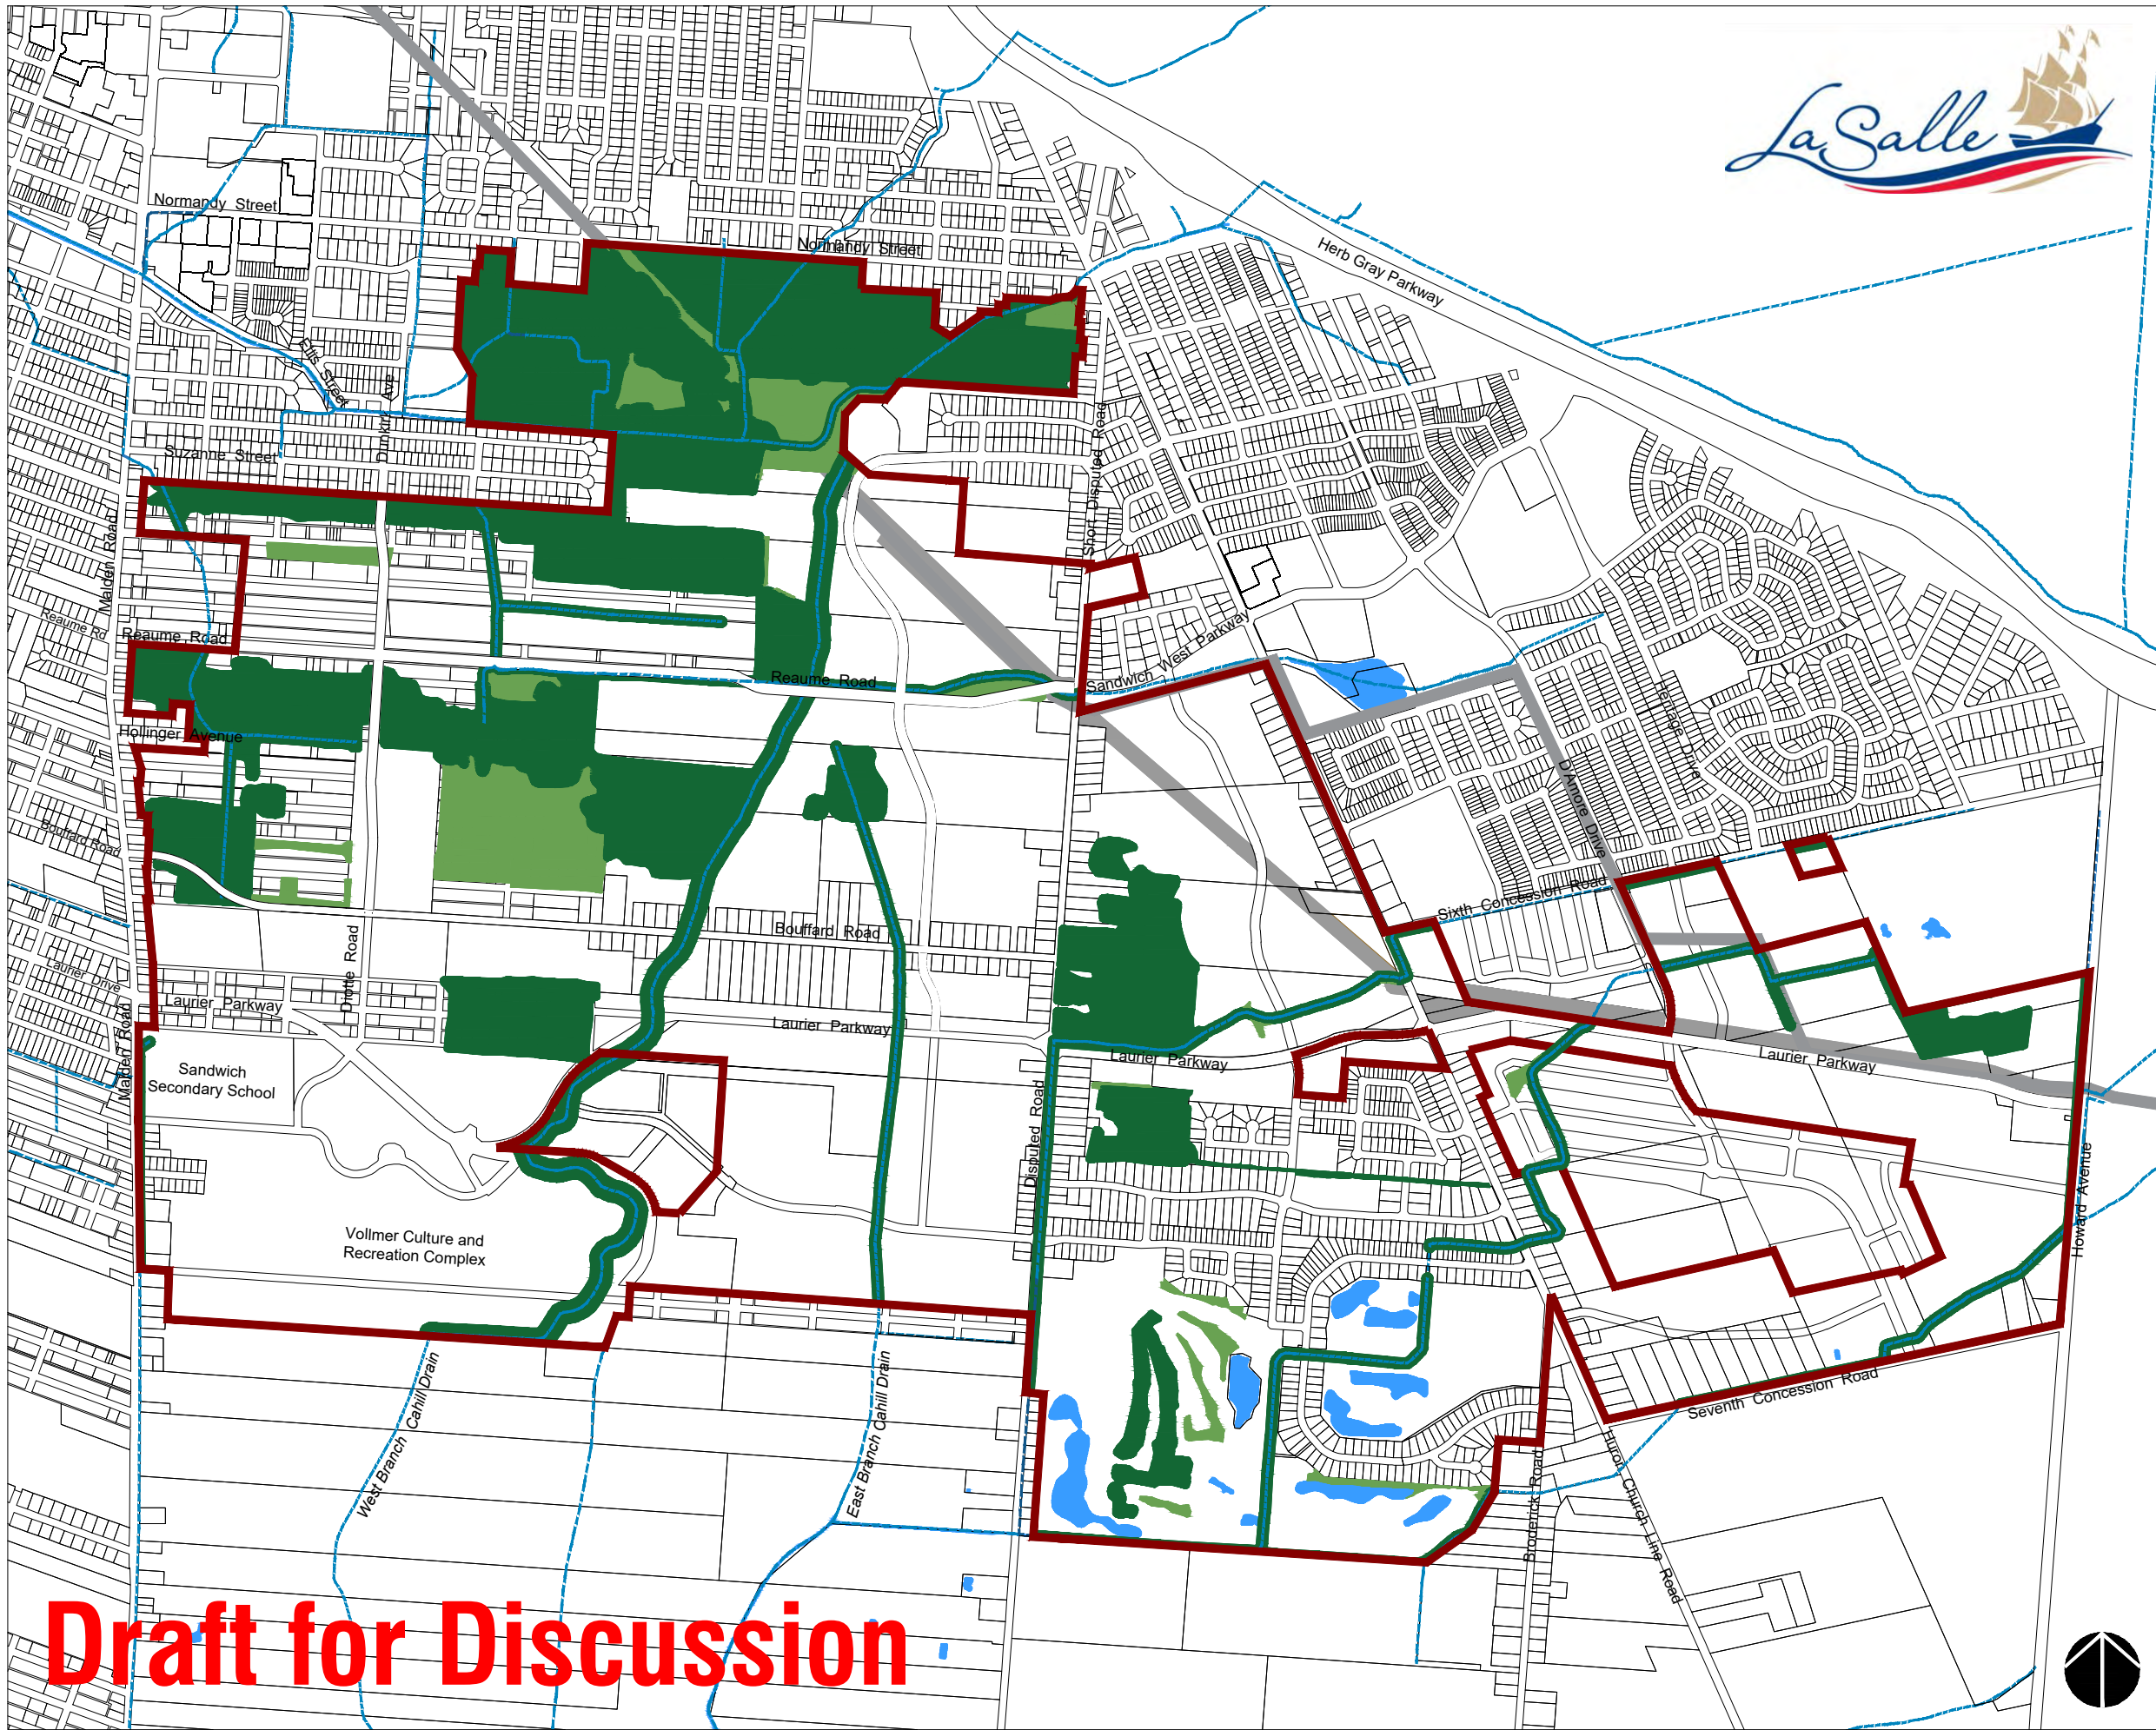 LaSalle
Normandy Street
Normandy Street
Herb Gray Parkway
Ellis Street
Dunkirk Ave
Suzanne Street
Short Disputed Road
Malden Road
Reaume Rd
Reaume Road
Reaume Road
Sandwich West Parkway
Heritage Drive
Hollinger Avenue
D'Amore Drive
Bouffard Road
Sixth Concession Road
Bouffard Road
Diotte Road
Laurier Drive
Laurier Parkway
Laurier Parkway
Laurier Parkway
Laurier Parkway
Malden Road
Sandwich
Secondary School
Disputed Road
Howard Avenue
Vollmer Culture and
Recreation Complex
West Branch Cahill Drain
East Branch Cahill Drain
Seventh Concession Road
Broderick Road
Huron Church Line Road
Draft for Discussion